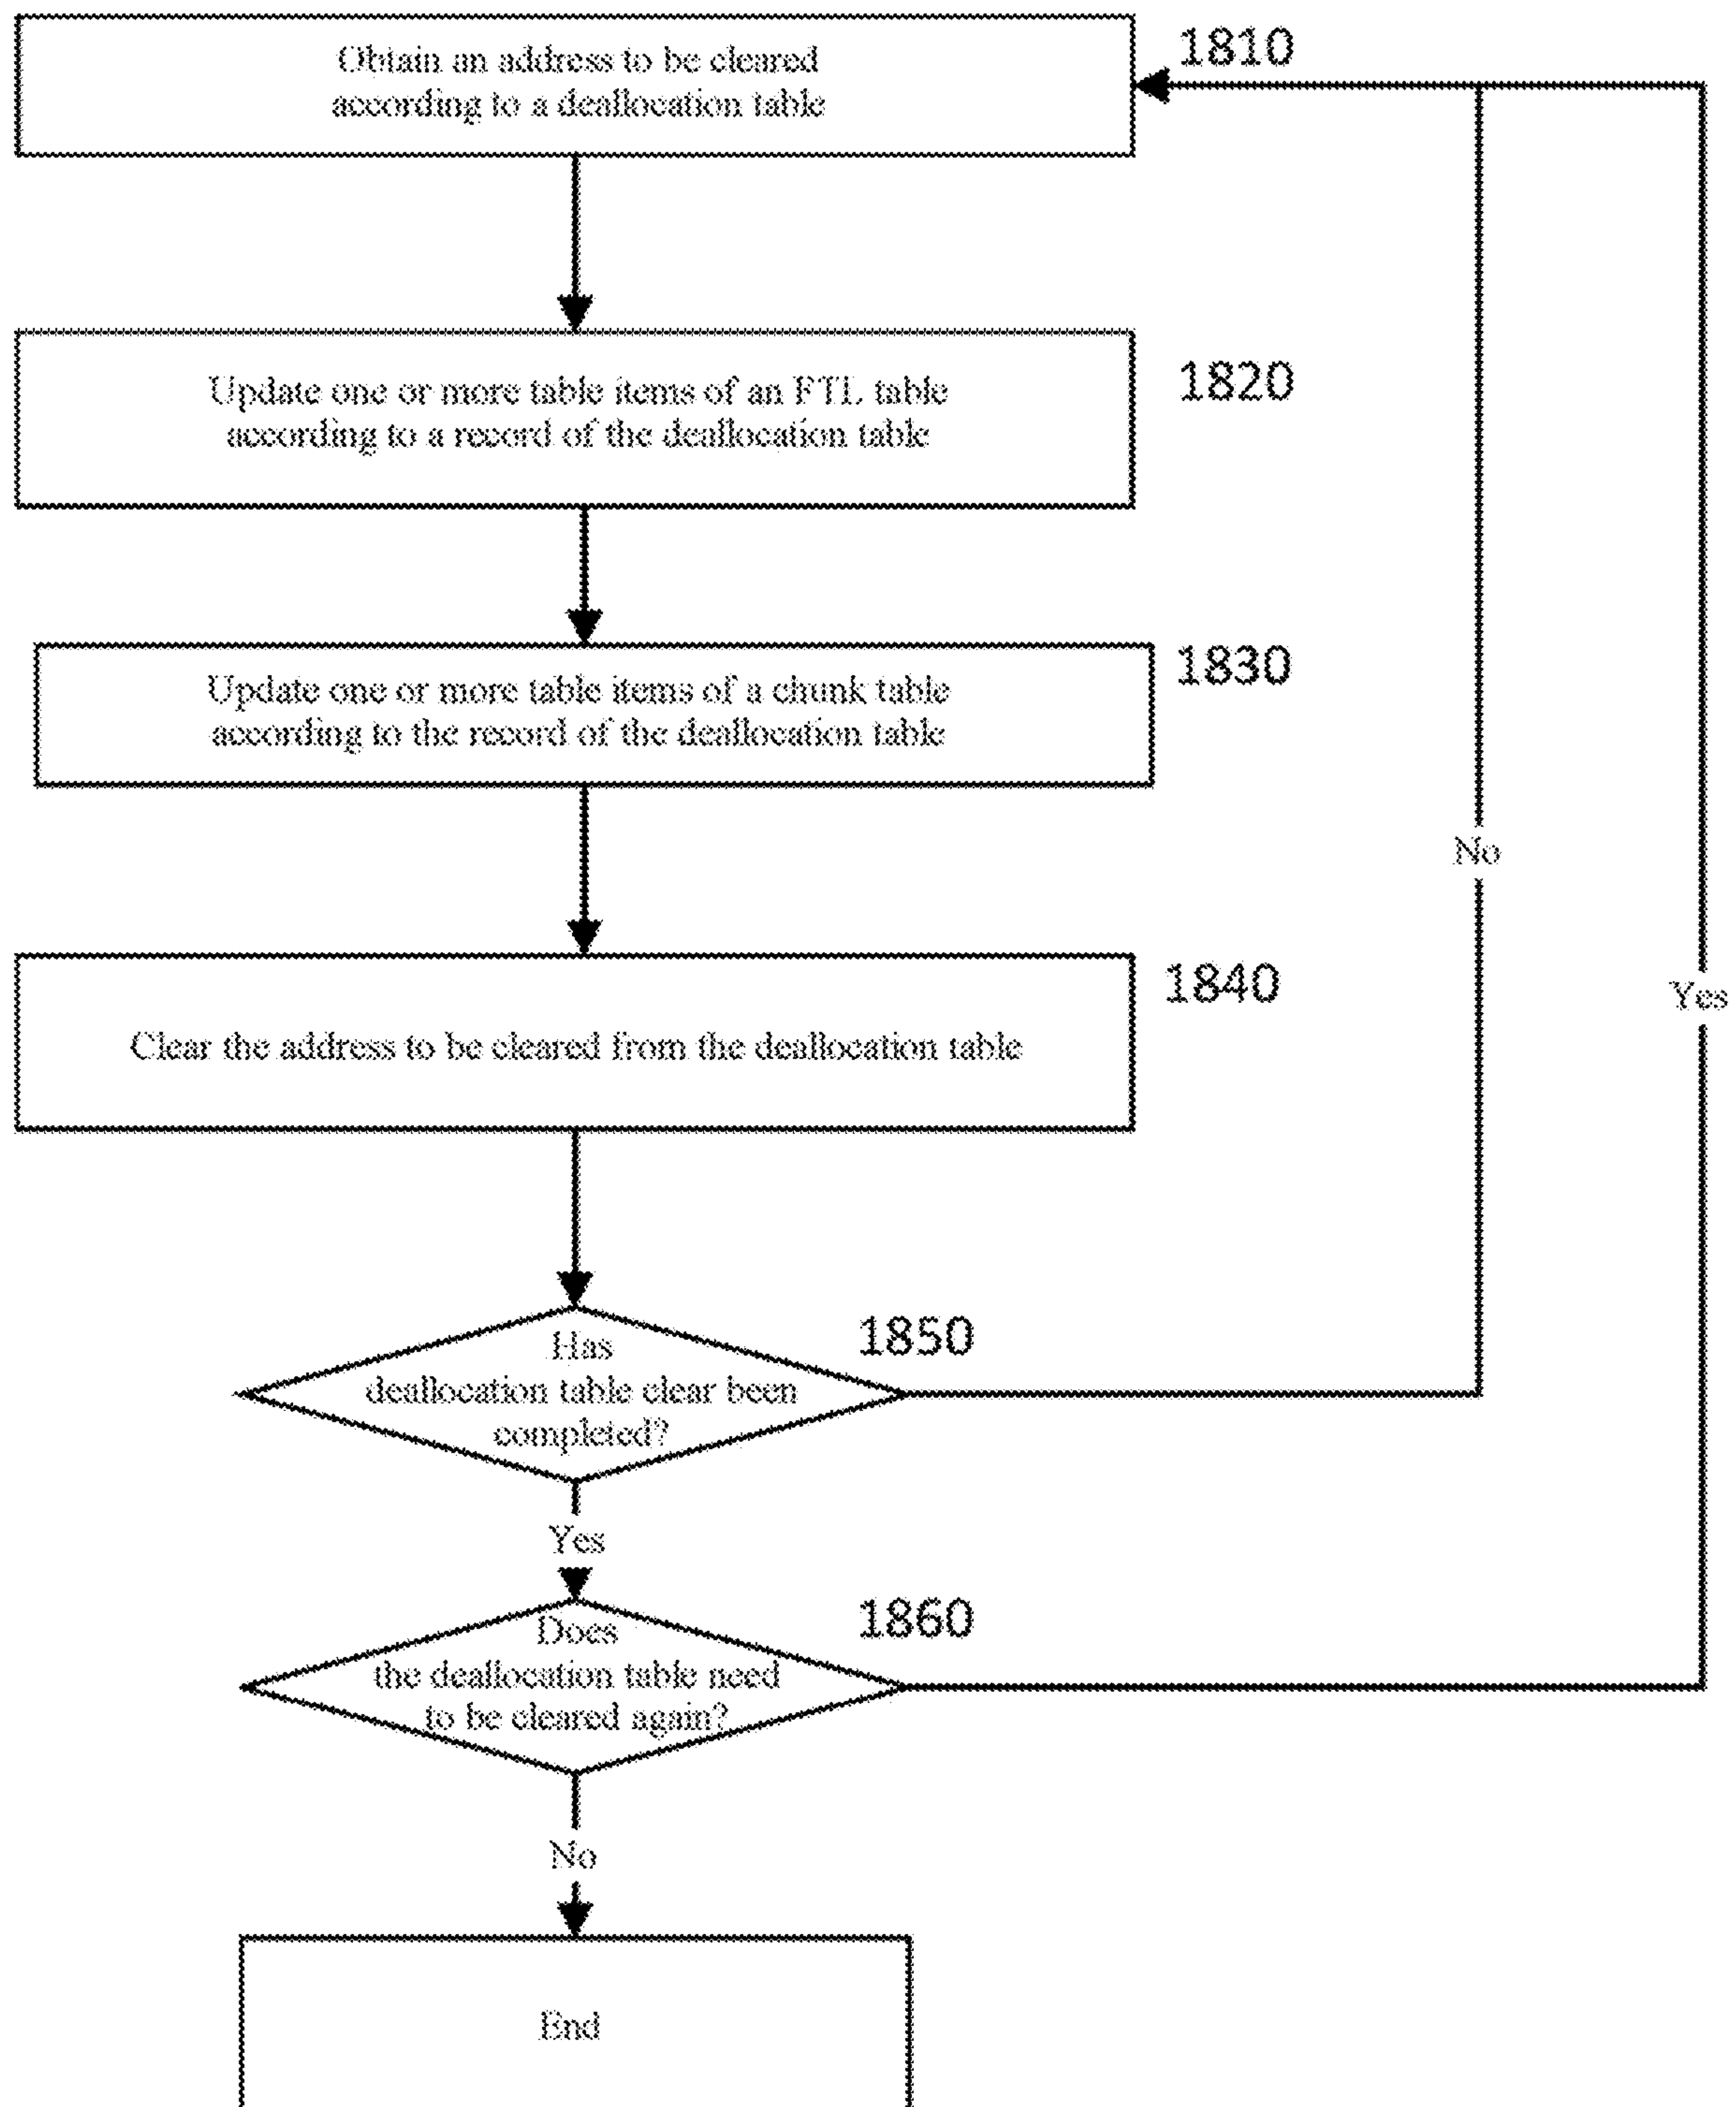 Obtain an address to be cleared
according to a deallocation table
1810
Update one or more table items of an FTL table
according to a record of the deallocation table
1820
Update one or more table items of a chunk table
according to the record of the deallocation table
1830
No
Clear the address to be cleared from the deallocation table
1840
Yes
Has
deallocation table clear been
completed?
1850
Yes
Does
the deallocation table need
to be cleared again?
1860
No
End